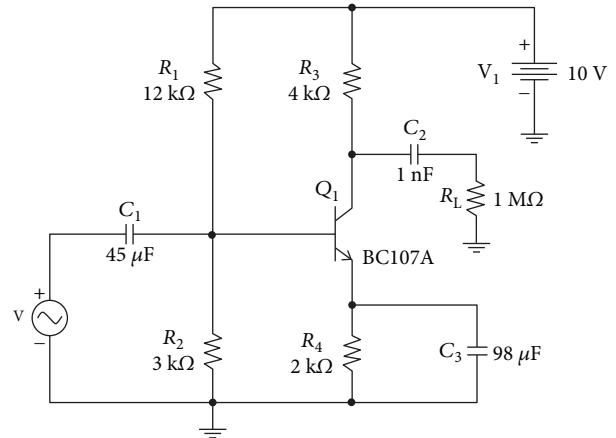 R1
12 kΩ
R3
4 kΩ
+
V1
−
10 V
C2
1 nF
Q1
RL
1 MΩ
C1
45 μF
BC107A
+
V
−
R2
3 kΩ
R4
2 kΩ
C3
98 μF